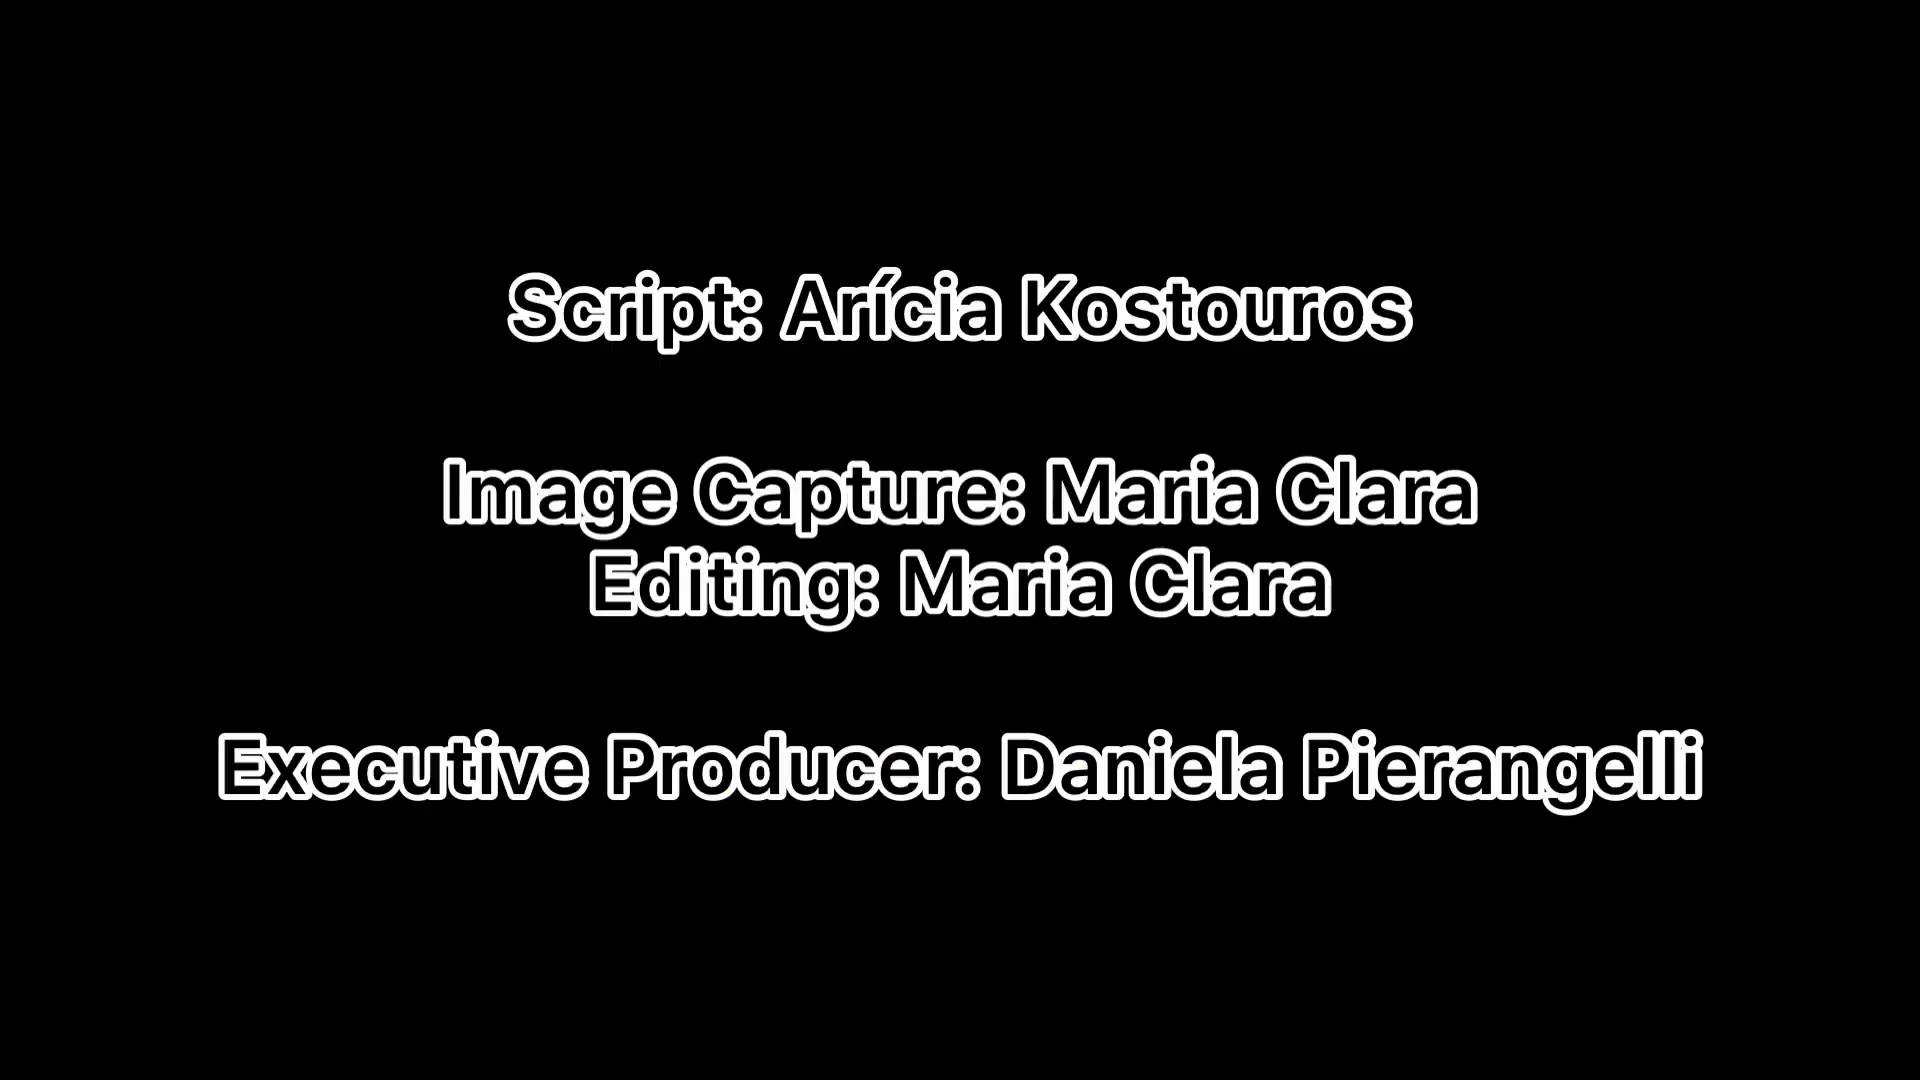 Script: Arícia Kostouros
Image Capture: Maria Clara
Editing: Maria Clara
Executive Producer: Daniela Pierangelli